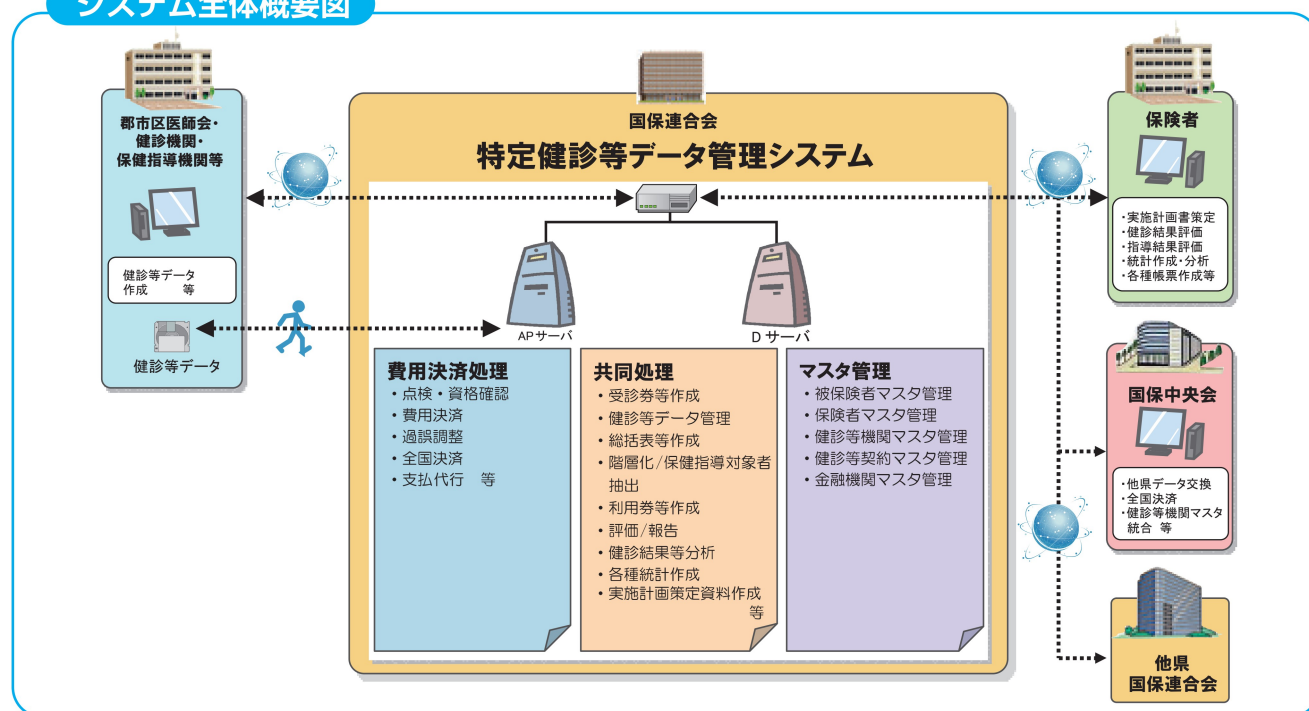 システム全体概要図
郡市区医師会・
健診機関・
保健指導機関等
健診等データ
作成　　等
健診等データ
国保連合会
特定健診等データ管理システム
APサーバ
Dサーバ
費用決済処理
・点検・資格確認
・費用決済
・過誤調整
・全国決済
・支払代行　等
共同処理
・受診券等作成
・健診等データ管理
・総括表等作成
・階層化/保健指導対象者
抽出
・利用券等作成
・評価/報告
・健診結果等分析
・各種統計作成
・実施計画策定資料作成
等
マスタ管理
・被保険者マスタ管理
・保険者マスタ管理
・健診等機関マスタ管理
・健診等契約マスタ管理
・金融機関マスタ管理
保険者
・実施計画書策定
・健診結果評価
・指導結果評価
・統計作成・分析
・各種帳票作成等
国保中央会
・他県データ交換
・全国決済
・健診等機関マスタ
統合 等
他県
国保連合会